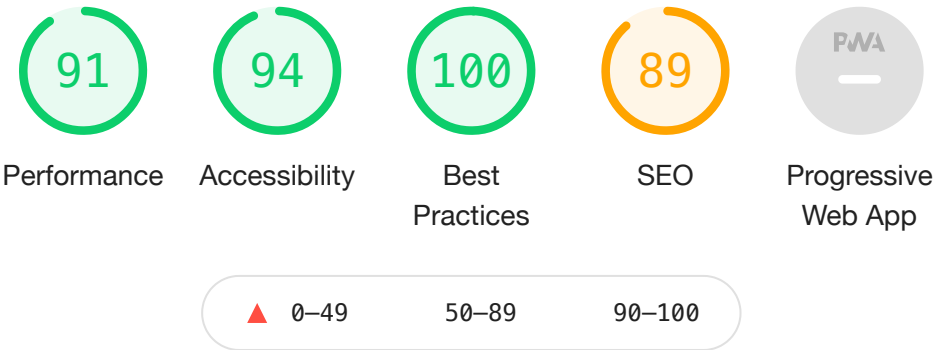 91 94 100 89 PWA
Performance Accessibility Best SEO Progressive
Practices Web App
0–49 50–89 90–100